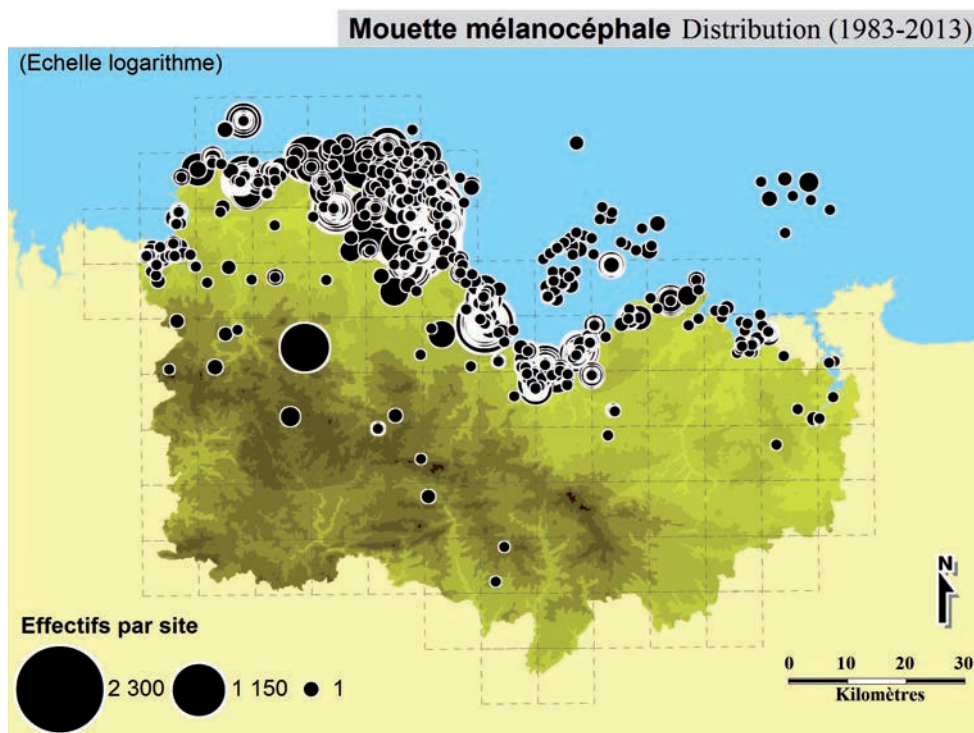 Mouette mélanocéphale Distribution (1983-2013)
(Echelle logarithme)
N
Effectifs par site
2 300 1 150 1
0 10 20 30
Kilomètres